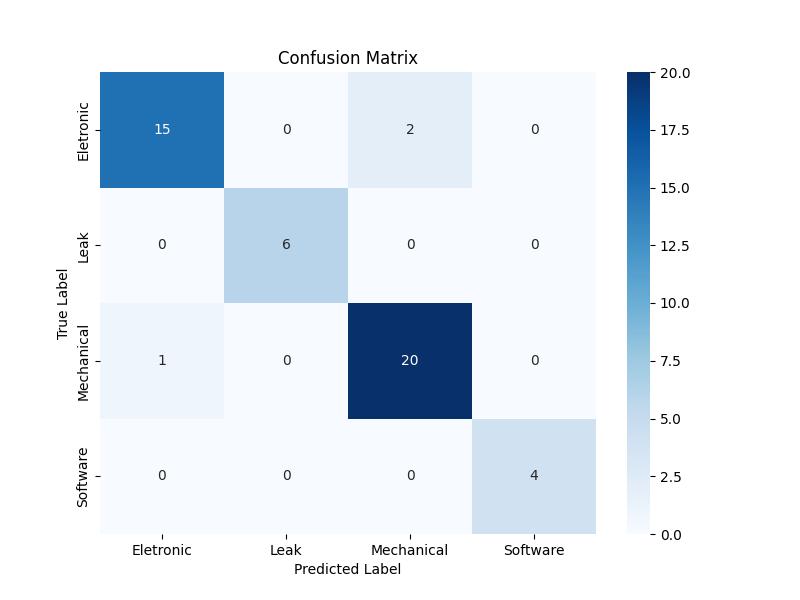 Confusion Matrix
True Label
Eletronic
15 0 2 0
Leak
0 6 0 0
Mechanical
1 0 20 0
Software
0 0 0 4
Eletronic Leak Mechanical Software
Predicted Label
20.0
17.5
15.0
12.5
10.0
7.5
5.0
2.5
0.0